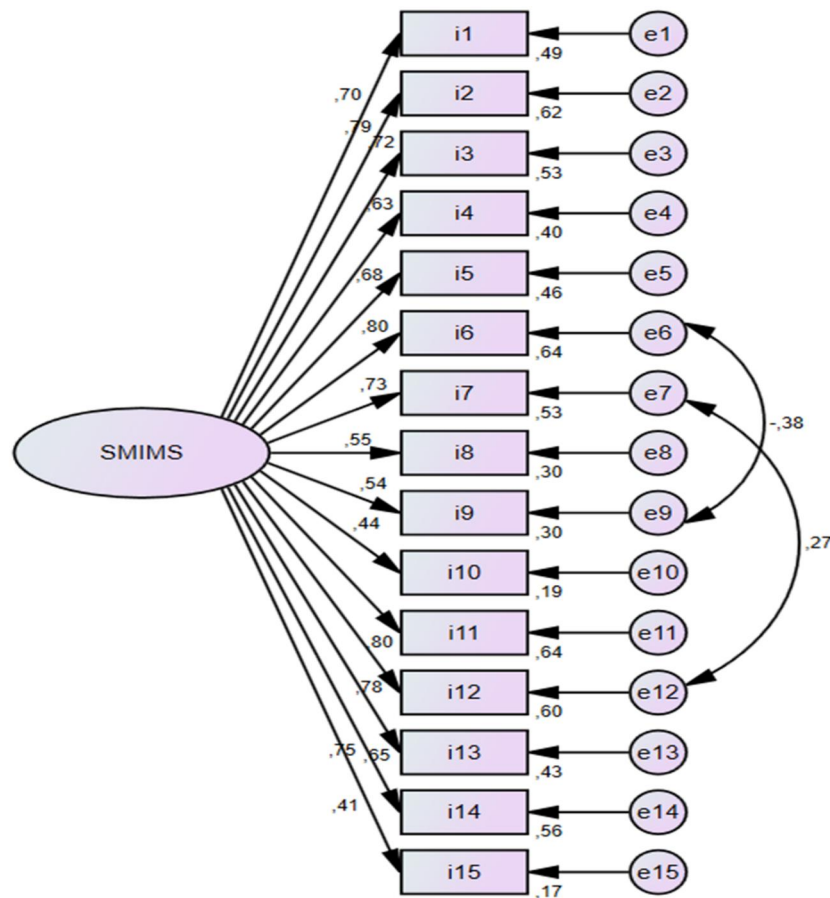 i1
e1
,49
,70
i2
e2
,62
,79
,72
i3
e3
,53
,63
i4
e4
,40
,68
i5
e5
,46
,80
i6
e6
,64
,73
i7
e7
,53
-,38
SMIMS
,55
i8
e8
,30
,54
i9
e9
,30
,44
,27
i10
e10
,19
i11
e11
,80
,64
i12
e12
,78
,60
i13
e13
,75
,65
,43
i14
e14
,41
,56
i15
e15
,17